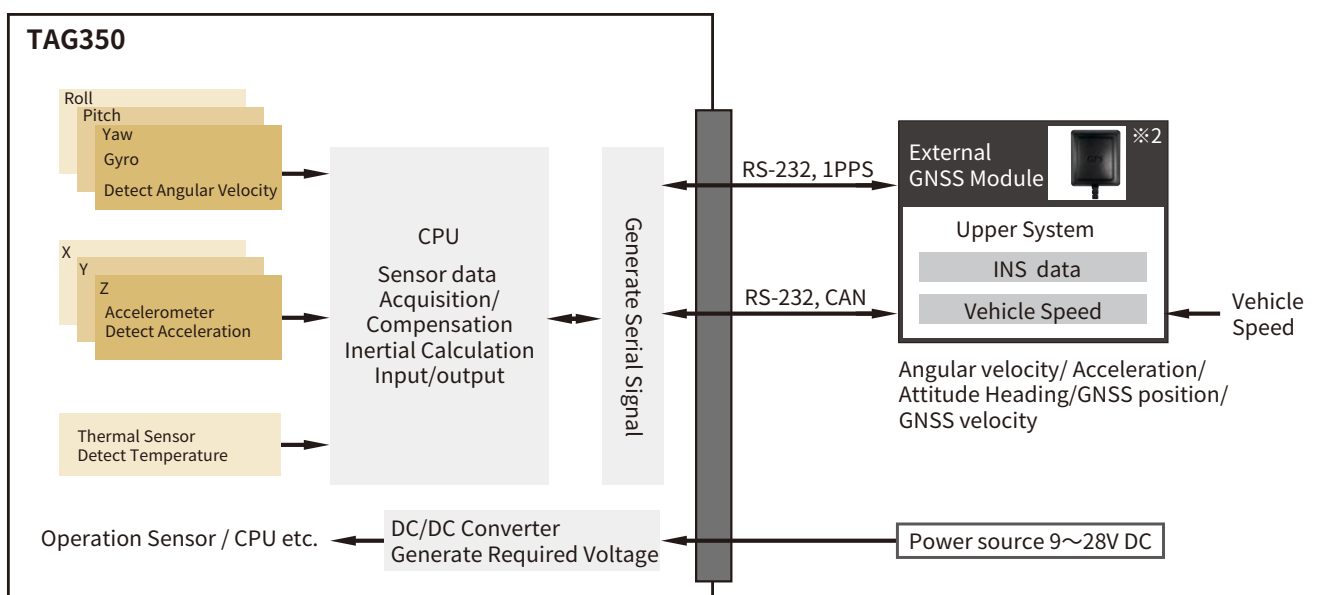 TAG350
Roll
Pitch
Yaw
Gyro
Detect Angular Velocity
X
Y
Z
Accelerometer
Detect Acceleration
Thermal Sensor
Detect Temperature
CPU
Sensor data
Acquisition/
Compensation
Inertial Calculation
Input/output
Generate Serial Signal
RS-232, 1PPS
RS-232, CAN
External
GNSS Module
GPS
※2
Upper System
INS data
Vehicle Speed
Vehicle
Speed
Angular velocity/ Acceleration/
Attitude Heading/GNSS position/
GNSS velocity
Operation Sensor / CPU etc.
DC/DC Converter
Generate Required Voltage
Power source 9～28V DC